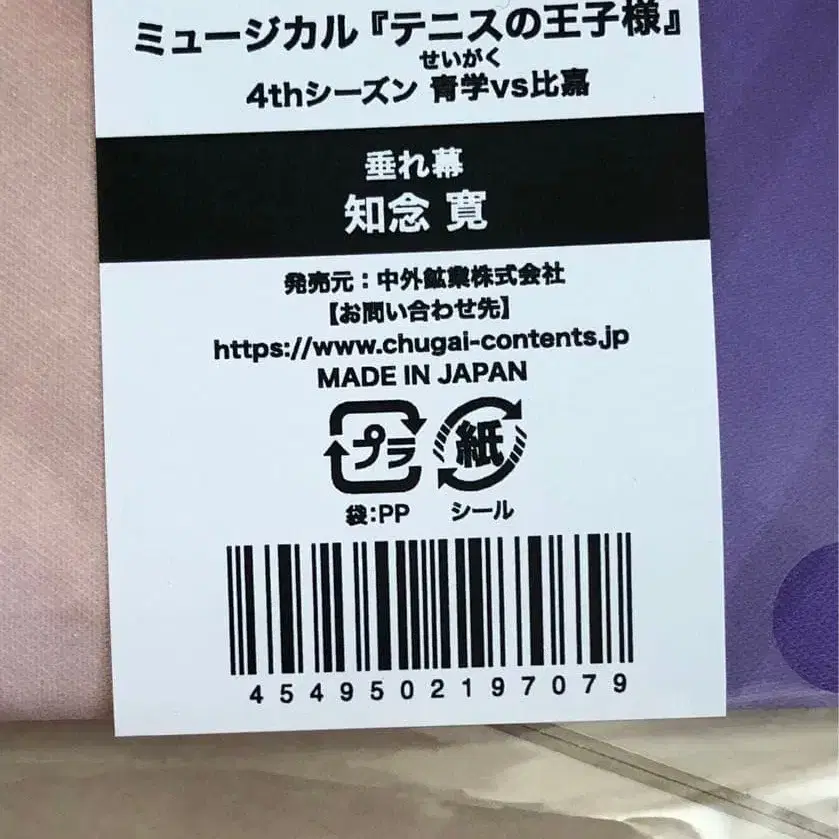 ミュージカル『テニスの王子様』
せいがく
4thシーズン 青学vs比嘉
垂れ幕
知念 寛
発売元：中外鉱業株式会社
【お問い合わせ先】
https://www.chugai-contents.jp
MADE IN JAPAN
プラ 紙
袋:PP シール
4549502197079